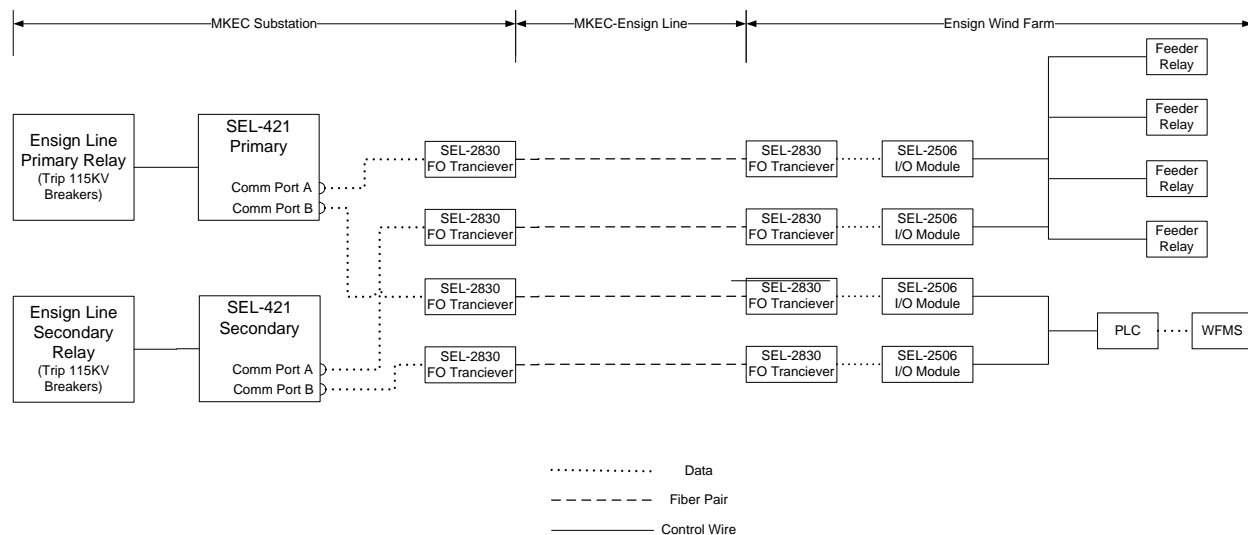 MKEC Substation
MKEC-Ensign Line
Ensign Wind Farm
Ensign Line
Primary Relay
(Trip 115KV
Breakers)
SEL-421
Primary
Comm Port A
Comm Port B
SEL-2830
FO Tranciever
SEL-2830
FO Tranciever
SEL-2506
I/O Module
Feeder
Relay
Feeder
Relay
Feeder
Relay
Feeder
Relay
SEL-2830
FO Tranciever
SEL-2830
FO Tranciever
SEL-2506
I/O Module
Ensign Line
Secondary
Relay
(Trip 115KV
Breakers)
SEL-421
Secondary
Comm Port A
Comm Port B
SEL-2830
FO Tranciever
SEL-2830
FO Tranciever
SEL-2506
I/O Module
SEL-2830
FO Tranciever
SEL-2830
FO Tranciever
SEL-2506
I/O Module
PLC
WFMS
Data
Fiber Pair
Control Wire